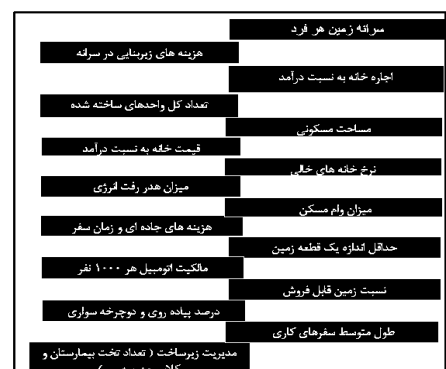 سرانه زمین هر فرد
هزینه های زیربنایی در سرانه
اجاره خانه به نسبت درآمد
تعداد کل واحدهای ساخته شده
مساحت مسکونی
قیمت خانه به نسبت درآمد
نرخ خانه های خالی
میزان هدر رفت انرژی
میزان وام مسکن
هزینه های جاده ای و زمان سفر
حداقل اندازه یک قطعه زمین
مالکیت اتومبیل هر ۱۰۰۰ نفر
نسبت زمین قابل فروش
درصد پیاده روی و دوچرخه سواری
طول متوسط سفرهای کاری
مدیریت زیرساخت ( تعداد تخت بیمارستان و